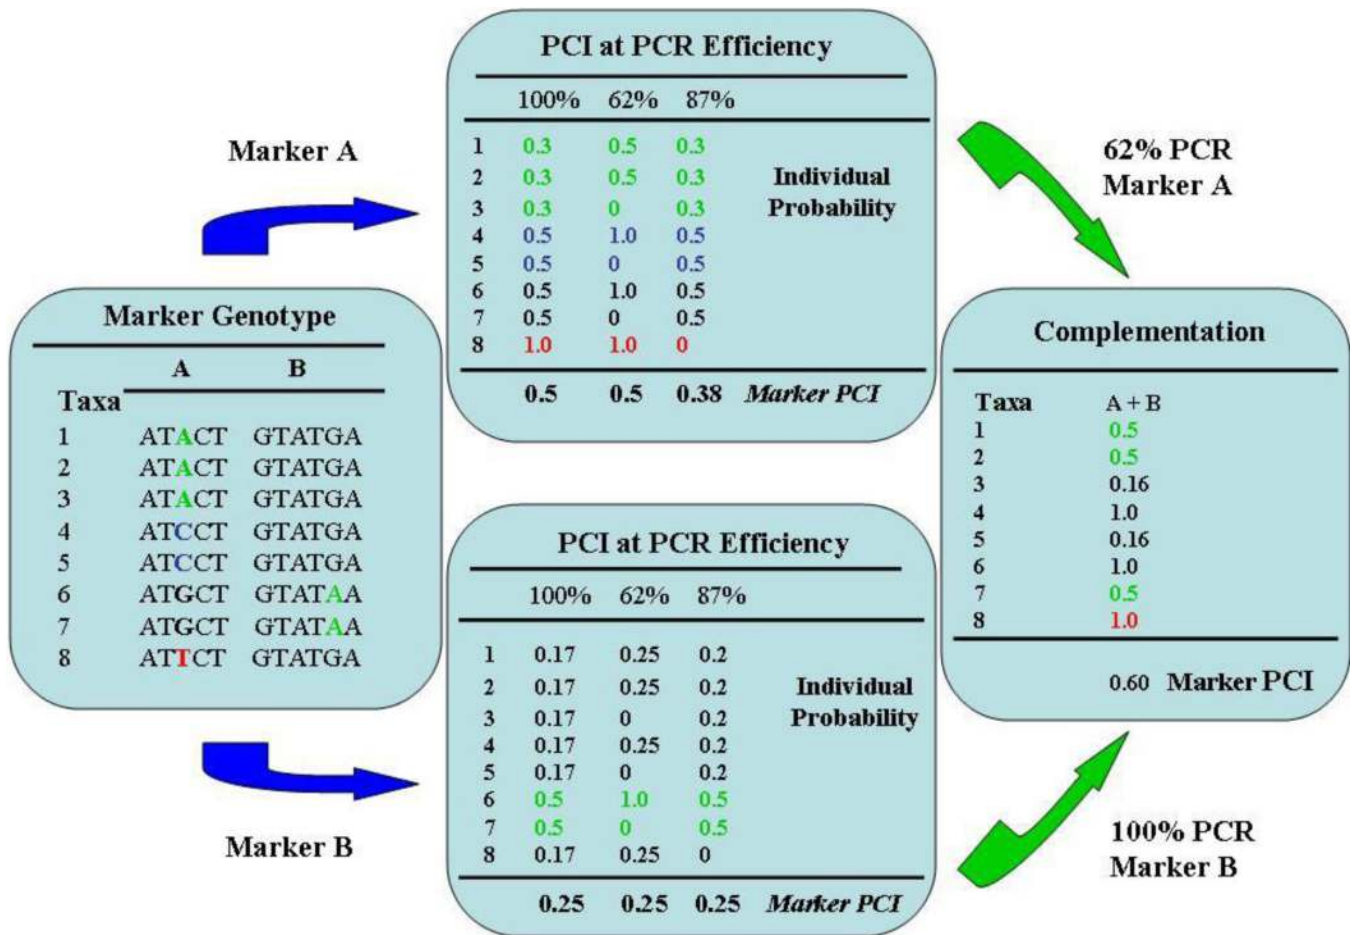 PCI at PCR Efficiency
100% 62% 87%
1 0.3 0.5 0.3
2 0.3 0.5 0.3
3 0.3 0 0.3
4 0.5 1.0 0.5
5 0.5 0 0.5
6 0.5 1.0 0.5
7 0.5 0 0.5
8 1.0 1.0 0
Individual
Probability
0.5 0.5 0.38 Marker PCI
Marker A
62% PCR
Marker A
Marker Genotype
A B
Taxa
1 ATACT GTATGA
2 ATACT GTATGA
3 ATACT GTATGA
4 ATCCT GTATGA
5 ATCCT GTATGA
6 ATGCT GTATAA
7 ATGCT GTATAA
8 ATTCT GTATGA
Complementation
Taxa A + B
1 0.5
2 0.5
3 0.16
4 1.0
5 0.16
6 1.0
7 0.5
8 1.0
0.60 Marker PCI
PCI at PCR Efficiency
100% 62% 87%
1 0.17 0.25 0.2
2 0.17 0.25 0.2
3 0.17 0 0.2
4 0.17 0.25 0.2
5 0.17 0 0.2
6 0.5 1.0 0.5
7 0.5 0 0.5
8 0.17 0.25 0
Individual
Probability
0.25 0.25 0.25 Marker PCI
Marker B
100% PCR
Marker B